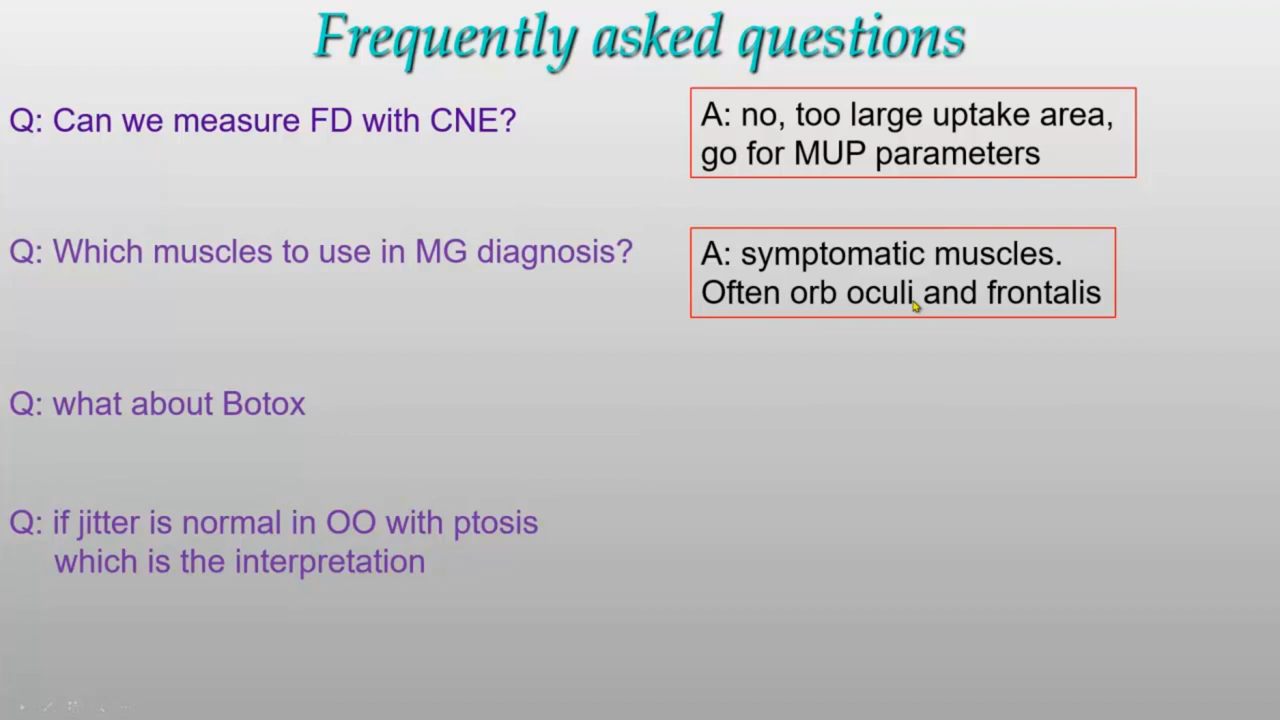 Frequently asked questions
Q: Can we measure FD with CNE?
A: no, too large uptake area,
go for MUP parameters
Q: Which muscles to use in MG diagnosis?
A: symptomatic muscles.
Often orb oculi and frontalis
Q: what about Botox
Q: if jitter is normal in OO with ptosis
which is the interpretation